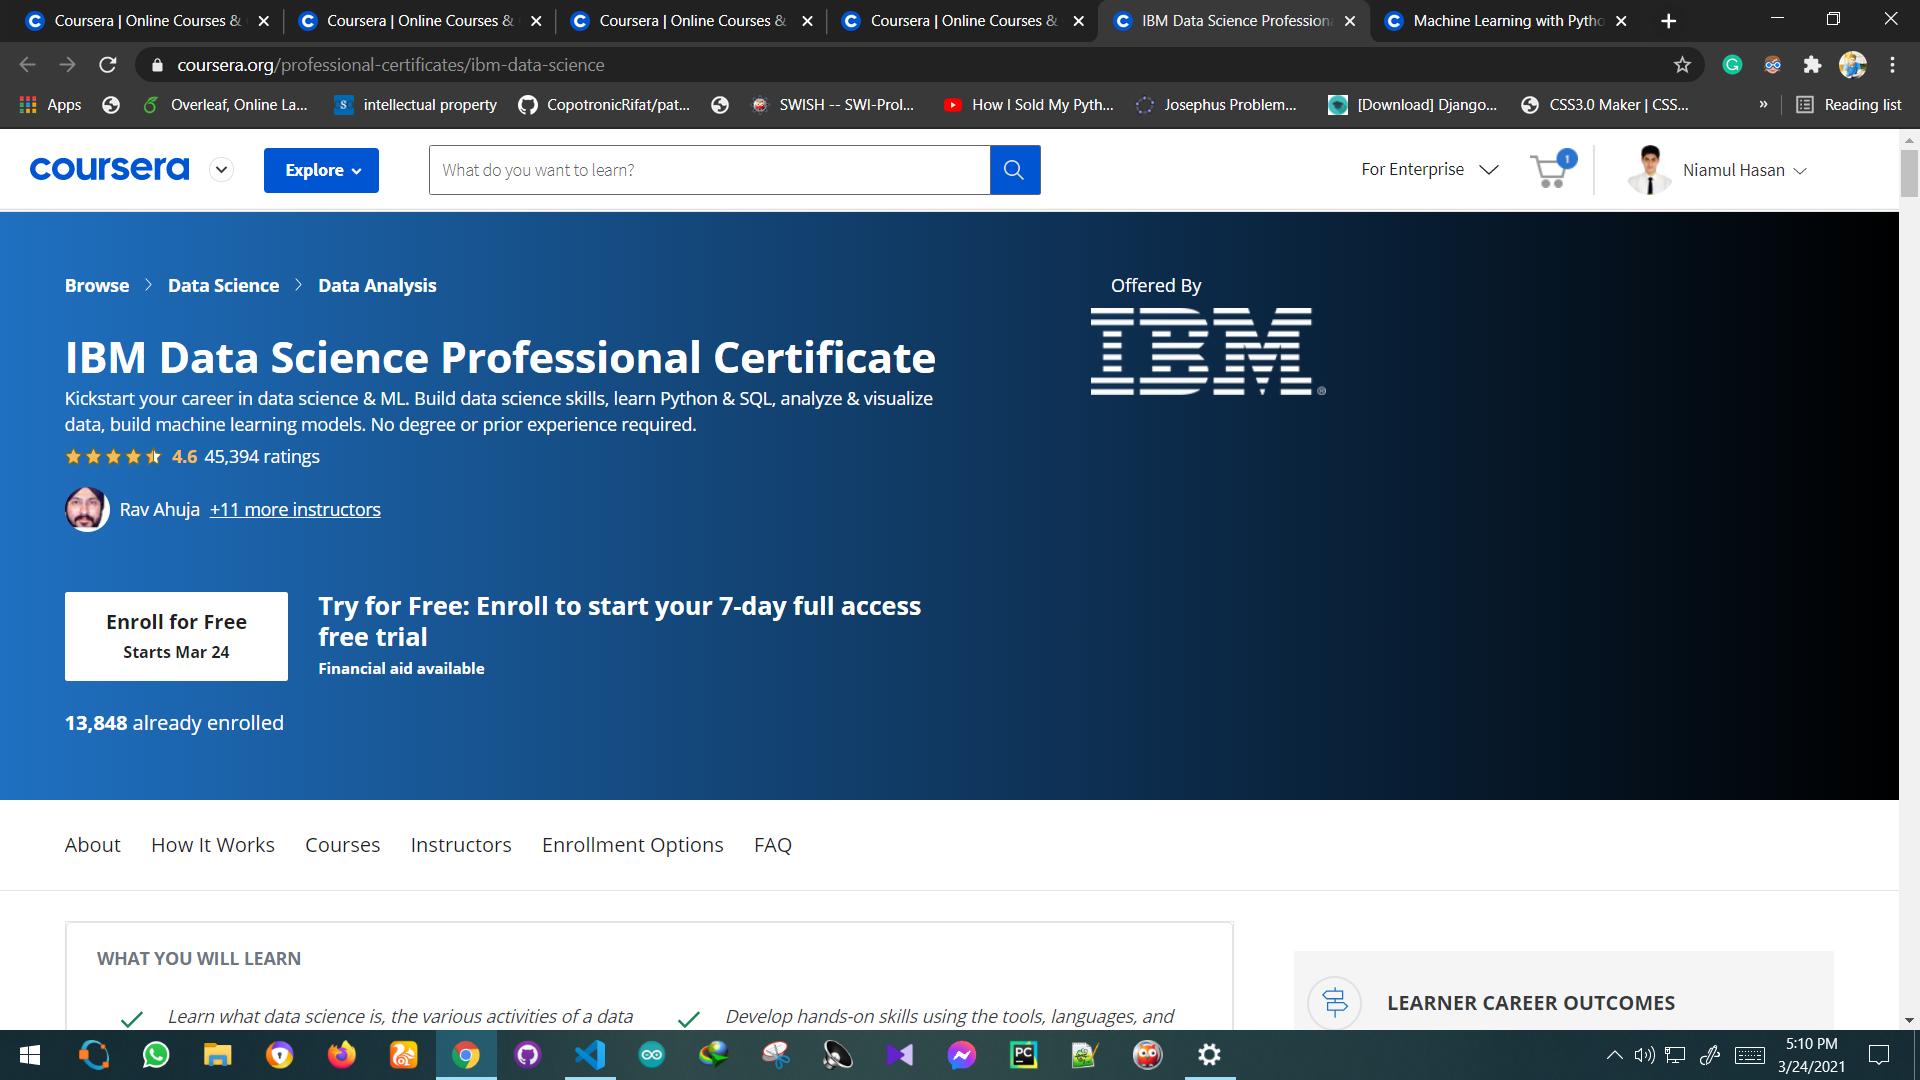 Coursera | Online Courses &
Coursera | Online Courses &
Coursera | Online Courses &
Coursera | Online Courses &
IBM Data Science Profession
Machine Learning with Pytho
coursera.org/professional-certificates/ibm-data-science
Apps
Overleaf, Online La...
intellectual property
CopotronicRifat/pat...
SWISH -- SWI-Prol...
How I Sold My Pyth...
Josephus Problem...
[Download] Django...
CSS3.0 Maker | CSS...
»
Reading list
coursera
Explore
What do you want to learn?
For Enterprise
1
Niamul Hasan
Browse > Data Science > Data Analysis
Offered By
IBM®
IBM Data Science Professional Certificate
Kickstart your career in data science & ML. Build data science skills, learn Python & SQL, analyze & visualize
data, build machine learning models. No degree or prior experience required.
4.6 45,394 ratings
Rav Ahuja +11 more instructors
Enroll for Free
Starts Mar 24
Try for Free: Enroll to start your 7-day full access
free trial
Financial aid available
13,848 already enrolled
About
How It Works
Courses
Instructors
Enrollment Options
FAQ
WHAT YOU WILL LEARN
Learn what data science is, the various activities of a data
Develop hands-on skills using the tools, languages, and
LEARNER CAREER OUTCOMES
PC
5:10 PM
3/24/2021